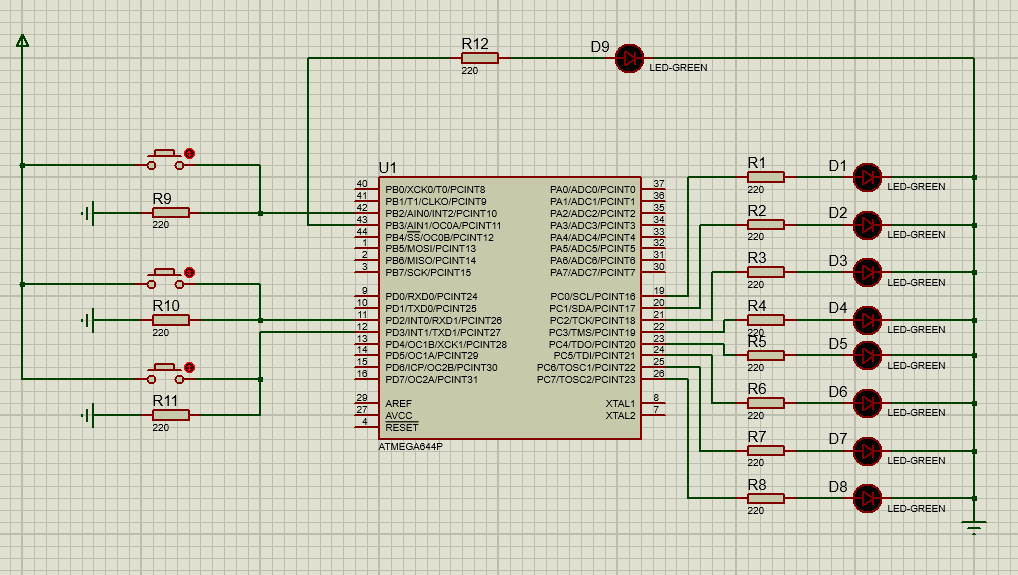 R12
220
D9
LED-GREEN
R9
220
R10
220
R11
220
U1
40 PB0/XCK0/T0/PCINT8
41 PB1/T1/CLKO/PCINT9
42 PB2/AIN0/INT2/PCINT10
43 PB3/AIN1/OC0A/PCINT11
44 PB4/SS/OC0B/PCINT12
1 PB5/MOSI/PCINT13
2 PB6/MISO/PCINT14
3 PB7/SCK/PCINT15
9 PD0/RXD0/PCINT24
10 PD1/TXD0/PCINT25
11 PD2/INT0/RXD1/PCINT26
12 PD3/INT1/TXD1/PCINT27
13 PD4/OC1B/XCK1/PCINT28
14 PD5/OC1A/PCINT29
15 PD6/ICP/OC2B/PCINT30
16 PD7/OC2A/PCINT31
29 AREF
27 AVCC
4 RESET
PA0/ADC0/PCINT0 37
PA1/ADC1/PCINT1 36
PA2/ADC2/PCINT2 35
PA3/ADC3/PCINT3 34
PA4/ADC4/PCINT4 33
PA5/ADC5/PCINT5 32
PA6/ADC6/PCINT6 31
PA7/ADC7/PCINT7 30
PC0/SCL/PCINT16 19
PC1/SDA/PCINT17 20
PC2/TCK/PCINT18 21
PC3/TMS/PCINT19 22
PC4/TDO/PCINT20 23
PC5/TDI/PCINT21 24
PC6/TOSC1/PCINT22 25
PC7/TOSC2/PCINT23 26
XTAL1 8
XTAL2 7
ATMEGA644P
R1
220
D1
LED-GREEN
R2
220
D2
LED-GREEN
R3
220
D3
LED-GREEN
R4
220
D4
LED-GREEN
R5
220
D5
LED-GREEN
R6
220
D6
LED-GREEN
R7
220
D7
LED-GREEN
R8
220
D8
LED-GREEN